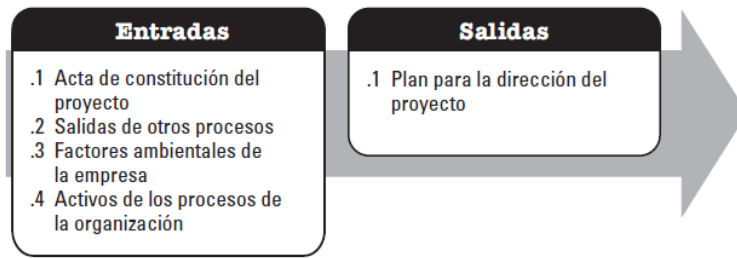 Entradas
.1 Acta de constitución del
proyecto
.2 Salidas de otros procesos
.3 Factores ambientales de
la empresa
.4 Activos de los procesos de
la organización
Salidas
.1 Plan para la dirección del
proyecto